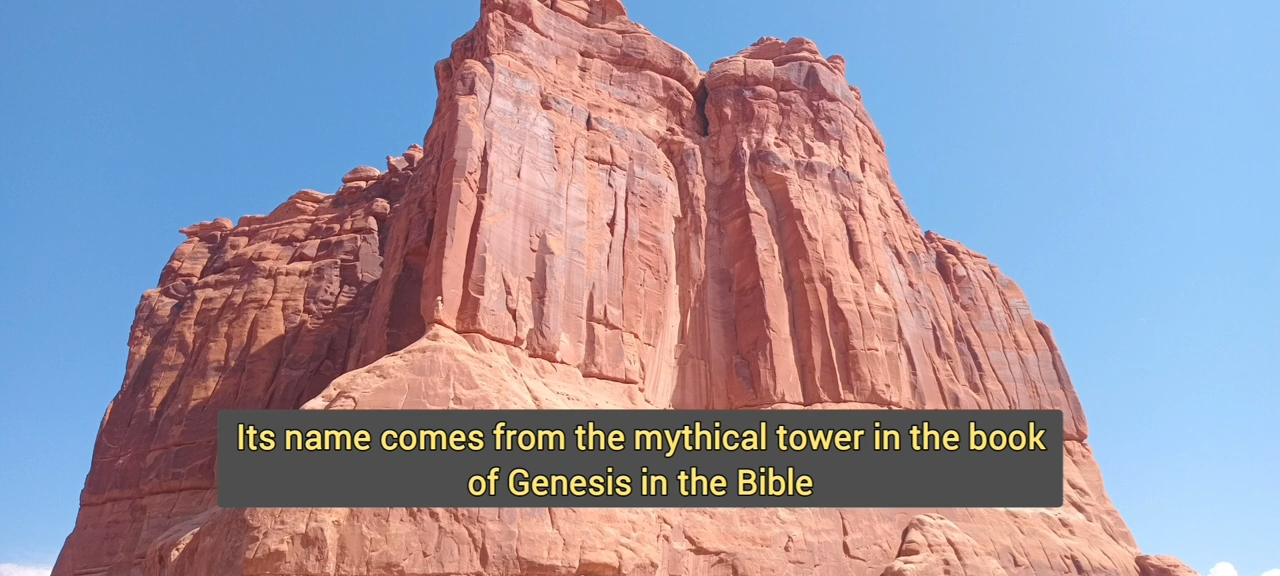 Its name comes from the mythical tower in the book
of Genesis in the Bible